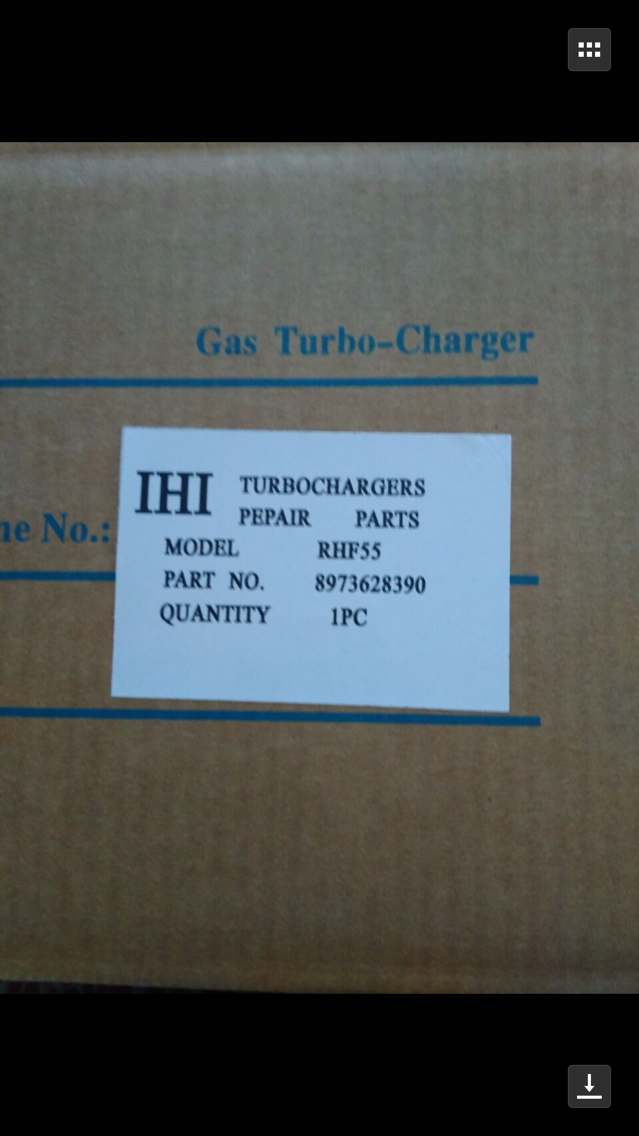 Gas Turbo-Charger
IHI TURBOCHARGERS
PEPAIR PARTS
ne No.:
MODEL RHF55
PART NO. 8973628390
QUANTITY 1PC